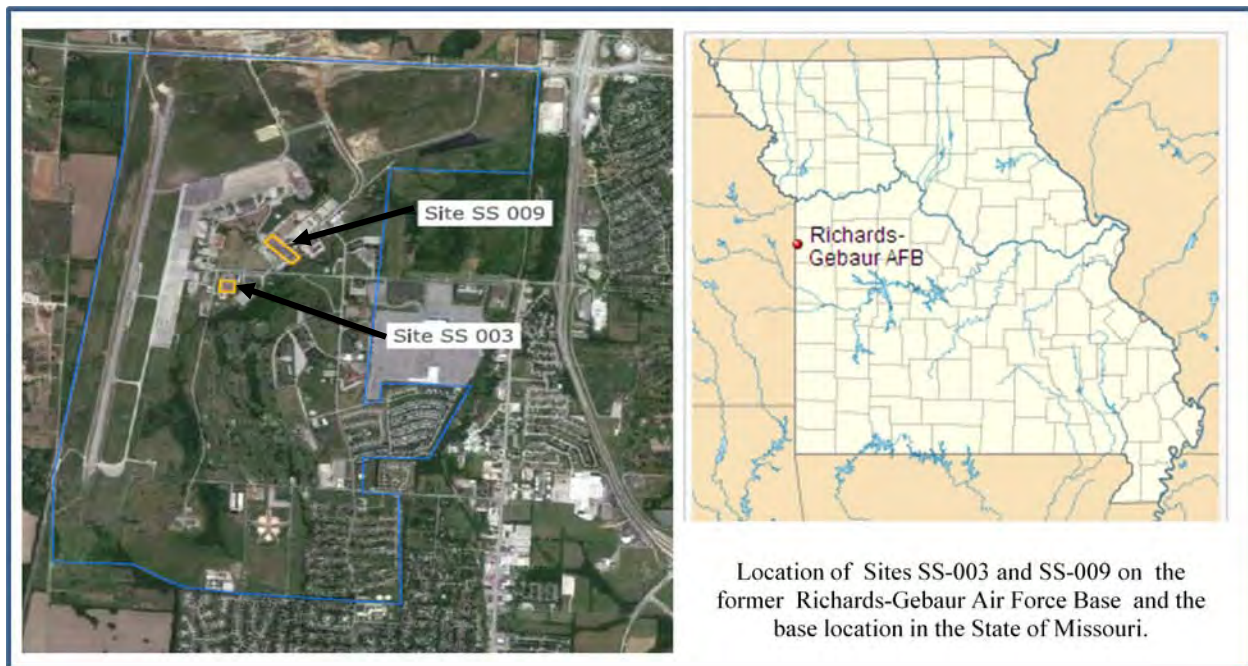 Site SS 009
Site SS 003
Richards-
Gebaur AFB
Location of Sites SS-003 and SS-009 on the
former Richards-Gebaur Air Force Base and the
base location in the State of Missouri.